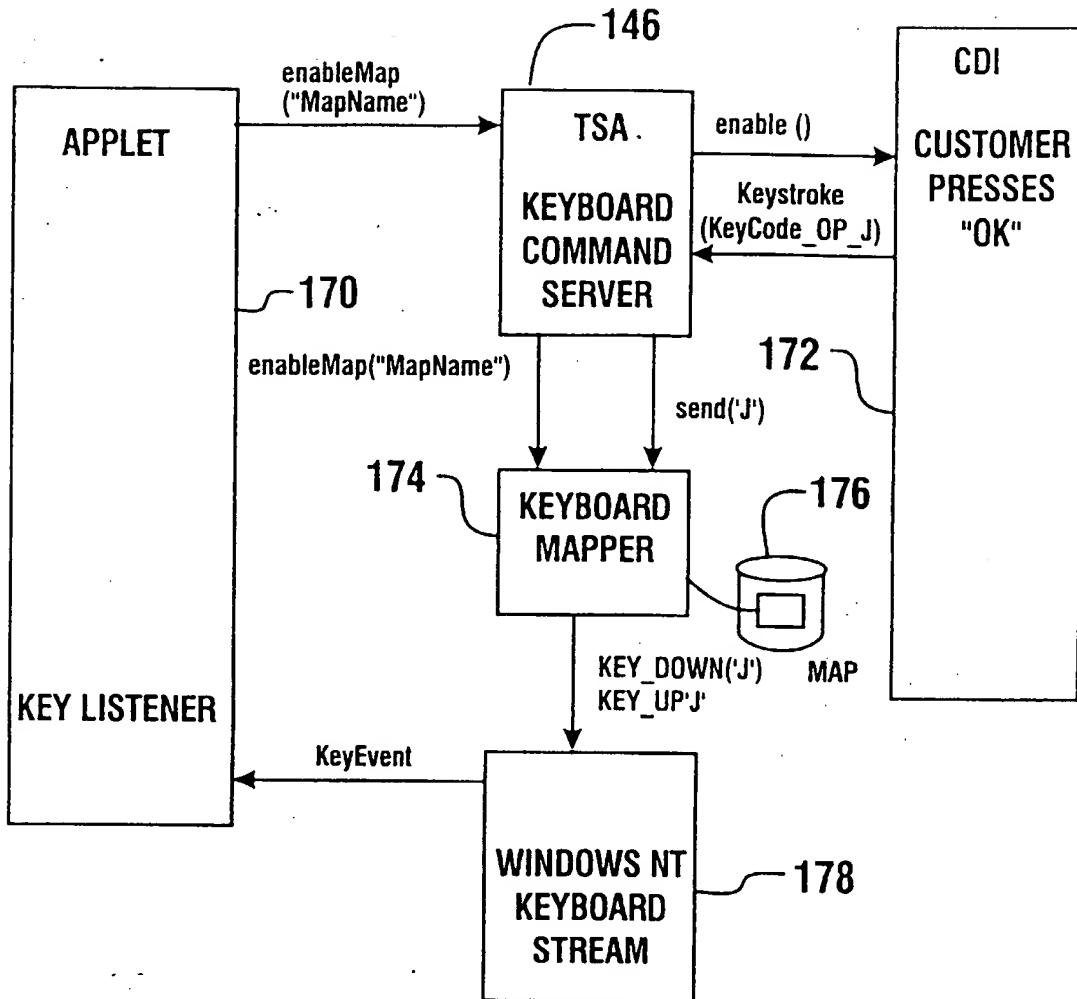 146
enableMap
("MapName")
APPLET
TSA
KEYBOARD
COMMAND
SERVER
enable ()
Keystroke
(KeyCode_OP_J)
CDI
CUSTOMER
PRESSES
"OK"
170
172
enableMap("MapName")
send('J')
174
KEYBOARD
MAPPER
176
MAP
KEY_DOWN('J')
KEY_UP'J'
KEY LISTENER
KeyEvent
WINDOWS NT
KEYBOARD
STREAM
178